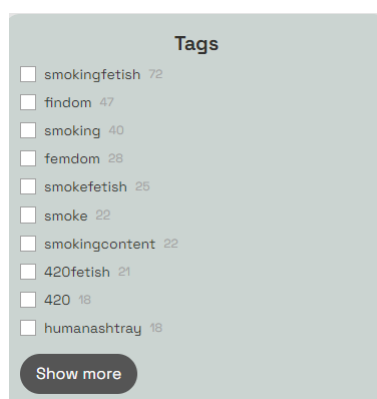 Tags
smokingfetish 72
findom 47
smoking 40
femdom 28
smokefetish 25
smoke 22
smokingcontent 22
420fetish 21
420 18
humanashtray 18
Show more